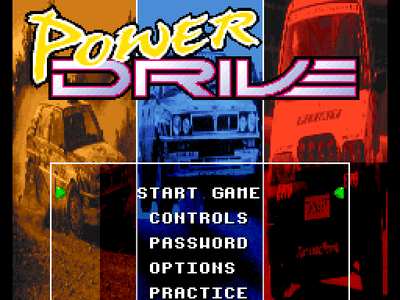 POWER
DRIVE
START GAME
CONTROLS
PASSWORD
OPTIONS
PRACTICE